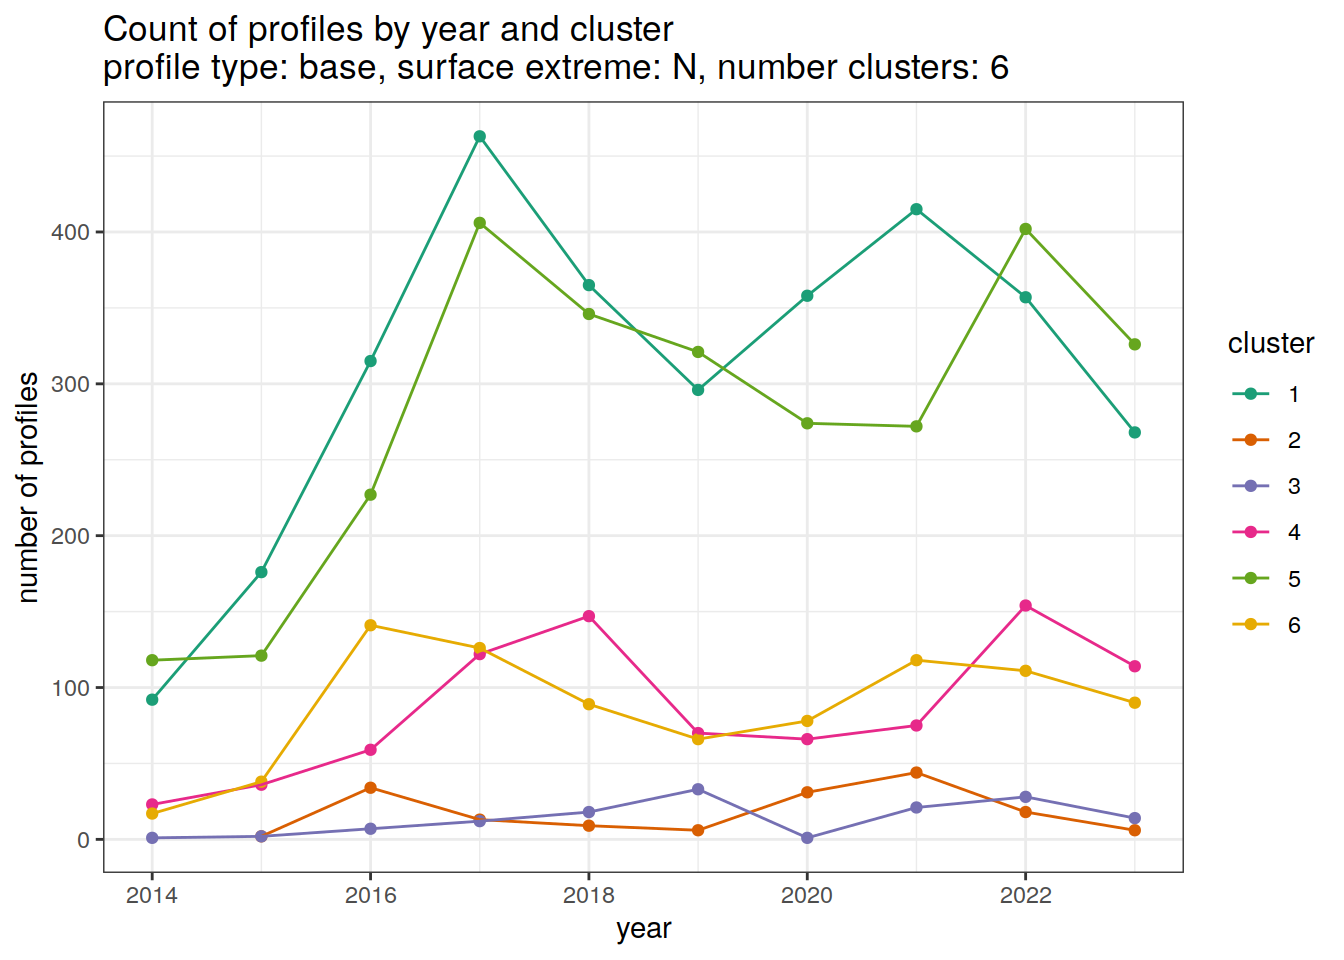 Count of profiles by year and cluster
profile type: base, surface extreme: N, number clusters: 6
number of profiles
400
300
200
100
0
2014 2016 2018 2020 2022
year
cluster
1
2
3
4
5
6